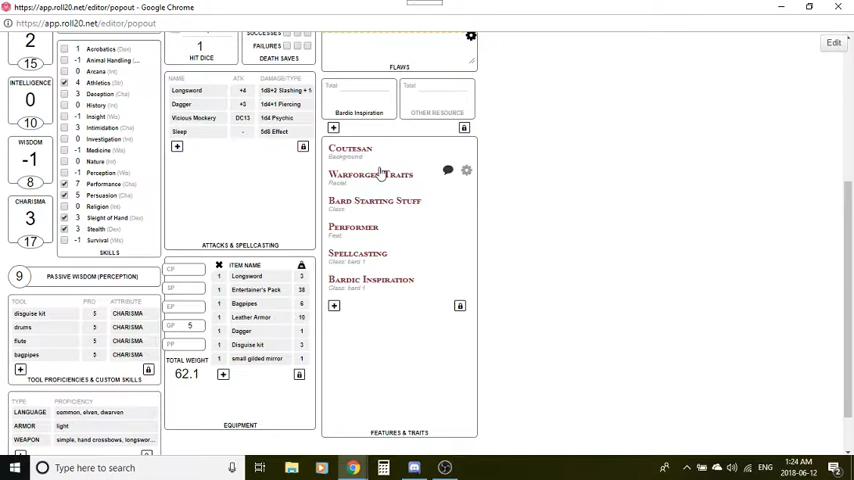 https://app.roll20.net/editor/popout - Google Chrome
https://app.roll20.net/editor/popout
Edit
2
15
INTELLIGENCE
0
10
WISDOM
-1
8
CHARISMA
3
17
1 Acrobatics (Dex)
-1 Animal Handling (...
0 Arcana (Int)
4 Athletics (Str)
3 Deception (Cha)
0 History (Int)
-1 Insight (Wis)
3 Intimidation (Cha)
0 Investigation (Int)
-1 Medicine (Wis)
0 Nature (Int)
-1 Perception (Wis)
7 Performance (Cha)
5 Persuasion (Cha)
0 Religion (Int)
3 Sleight of Hand (Dex)
3 Stealth (Dex)
-1 Survival (Wis)
SKILLS
9 PASSIVE WISDOM (PERCEPTION)
TOOL PRO ATTRIBUTE
disguise kit 5 CHARISMA
drums 5 CHARISMA
flute 5 CHARISMA
bagpipes 5 CHARISMA
+
TOOL PROFICIENCIES & CUSTOM SKILLS
TYPE PROFICIENCY
LANGUAGE common, elven, dwarven
ARMOR light
WEAPON simple, hand crossbows, longswor...
1
HIT DICE
SUCCESSES
FAILURES
DEATH SAVES
NAME ATK DAMAGE/TYPE
Longsword +4 1d8+2 Slashing + 1
Dagger +3 1d4+1 Piercing
Vicious Mockery DC13 1d4 Psychic
Sleep - 5d8 Effect
+
ATTACKS & SPELLCASTING
CP
SP
EP
GP 5
PP
TOTAL WEIGHT
62.1
ITEM NAME
1 Longsword 3
1 Entertainer's Pack 38
1 Bagpipes 6
1 Leather Armor 10
1 Dagger 1
1 Disguise kit 3
1 small gilded mirror 1
+
EQUIPMENT
FLAWS
Total
Bardic Inspiration
Total
OTHER RESOURCE
+
COUTESAN
Background
WARFORGED TRAITS
Racial
BARD STARTING STUFF
Class
PERFORMER
Feat
SPELLCASTING
Class: bard 1
BARDIC INSPIRATION
Class: bard 1
+
FEATURES & TRAITS
Type here to search
ENG
1:24 AM
2018-06-12
2